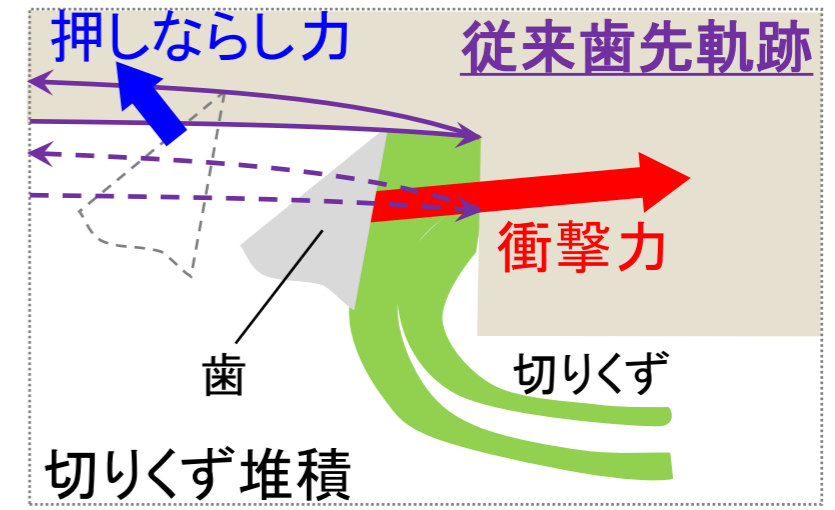 押しならし力
従来歯先軌跡
衝撃力
歯
切りくず
切りくず堆積